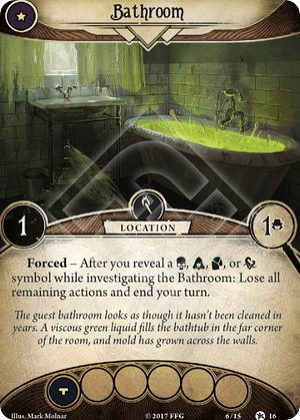 Bathroom
1
LOCATION
1
Forced – After you reveal a , , , or
symbol while investigating the Bathroom: Lose all
remaining actions and end your turn.
The guest bathroom looks as though it hasn't been cleaned in
years. A viscous green liquid fills the bathtub in the far corner
of the room, and mold has grown across the walls.
Illus. Mark Molnar
© 2017 FFG
6/15
16